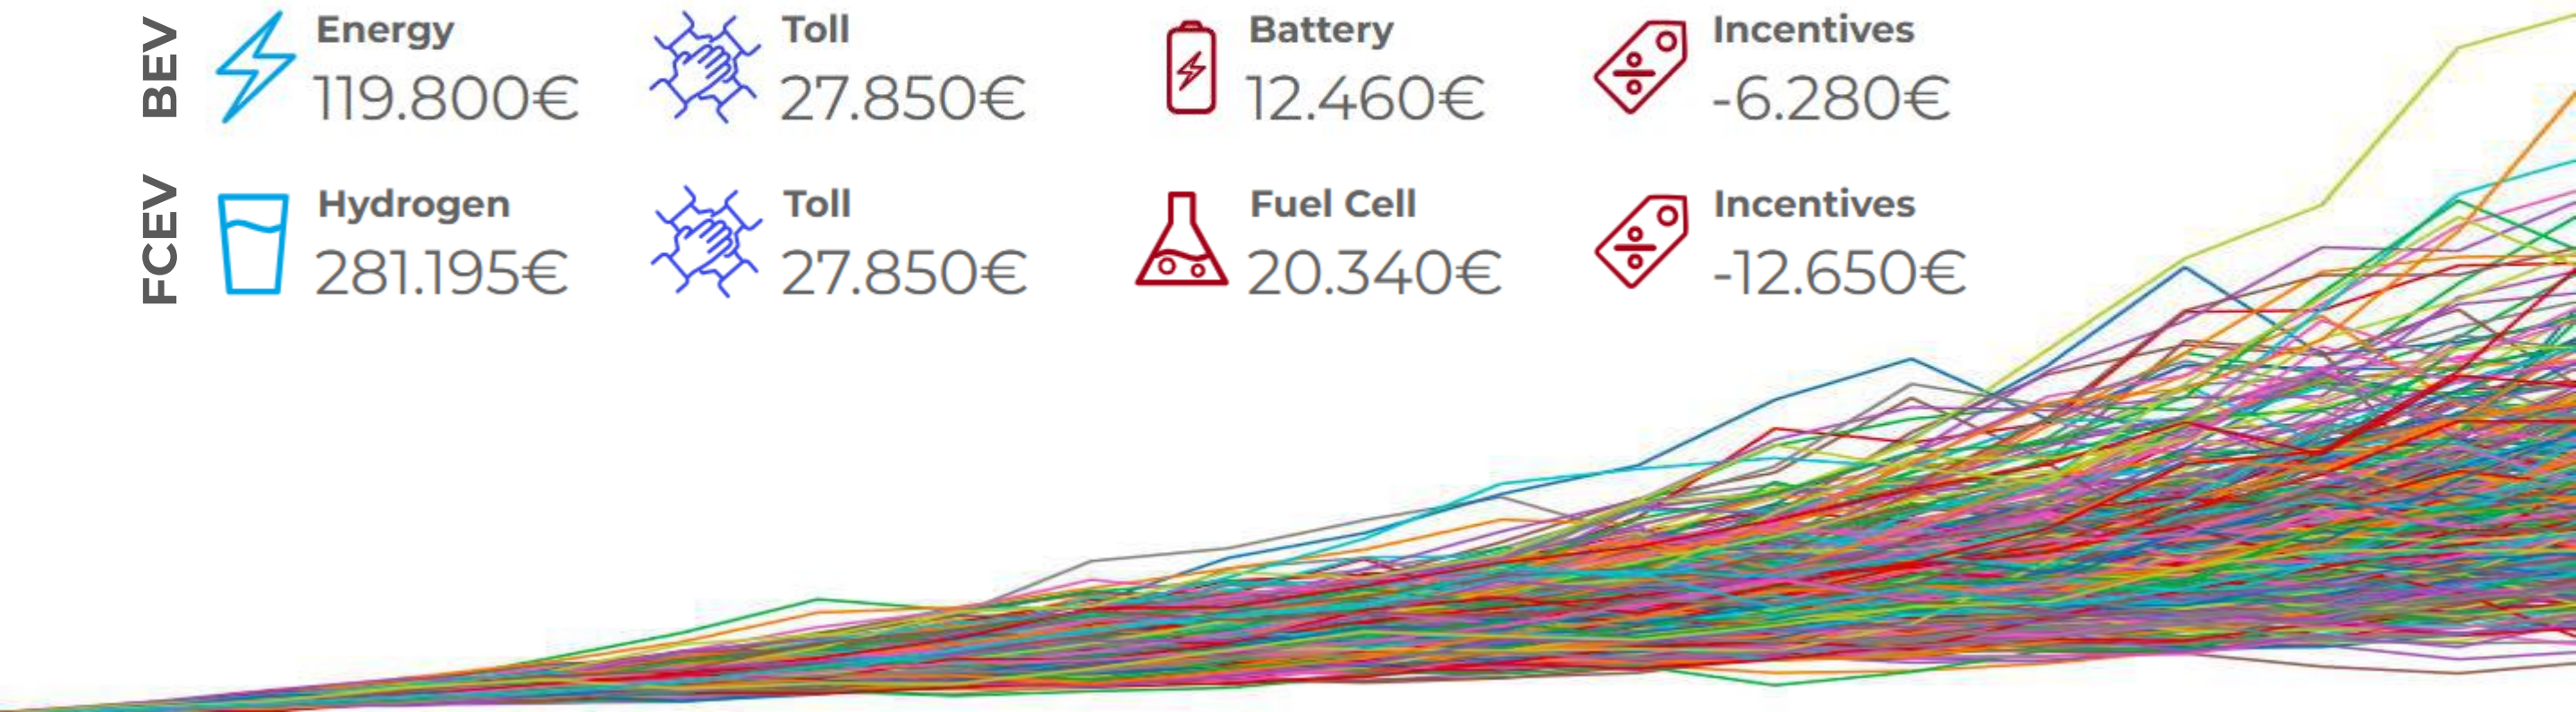 BEV
Energy
119.800€
Toll
27.850€
Battery
12.460€
Incentives
-6.280€
FCEV
Hydrogen
281.195€
Toll
27.850€
Fuel Cell
20.340€
Incentives
-12.650€